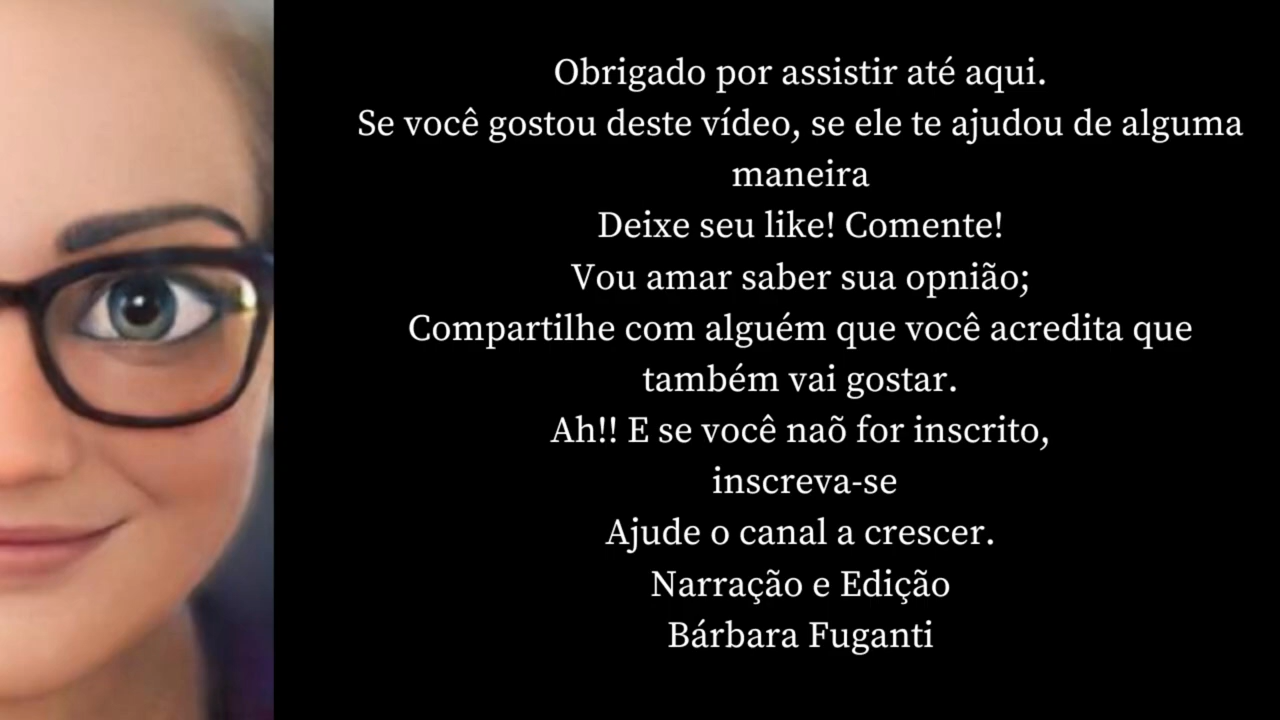 Obrigado por assistir até aqui.
Se você gostou deste vídeo, se ele te ajudou de alguma
maneira
Deixe seu like! Comente!
Vou amar saber sua opnião;
Compartilhe com alguém que você acredita que
também vai gostar.
Ah!! E se você naõ for inscrito,
inscreva-se
Ajude o canal a crescer.
Narração e Edição
Bárbara Fuganti